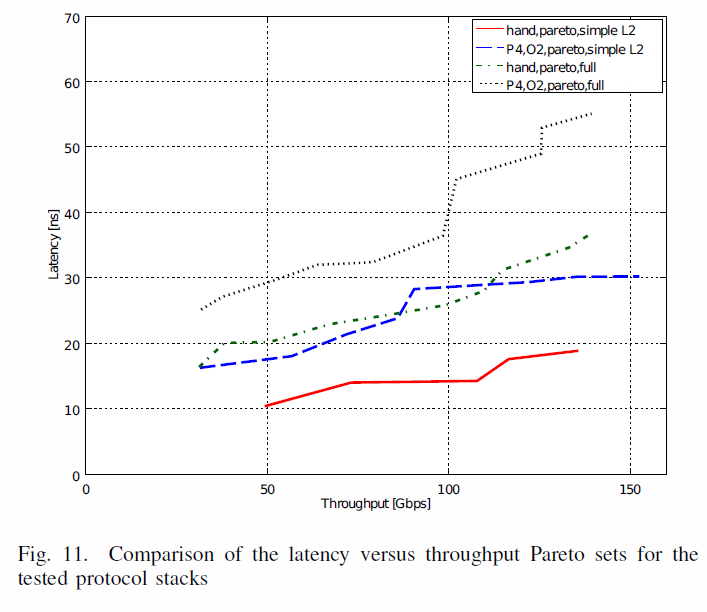 70
60
50
40
30
20
10
0
Latency [ns]
hand,pareto,simple L2
P4,O2,pareto,simple L2
hand,pareto,full
P4,O2,pareto,full
0 50 100 150
Throughput [Gbps]
Fig. 11. Comparison of the latency versus throughput Pareto sets for the
tested protocol stacks